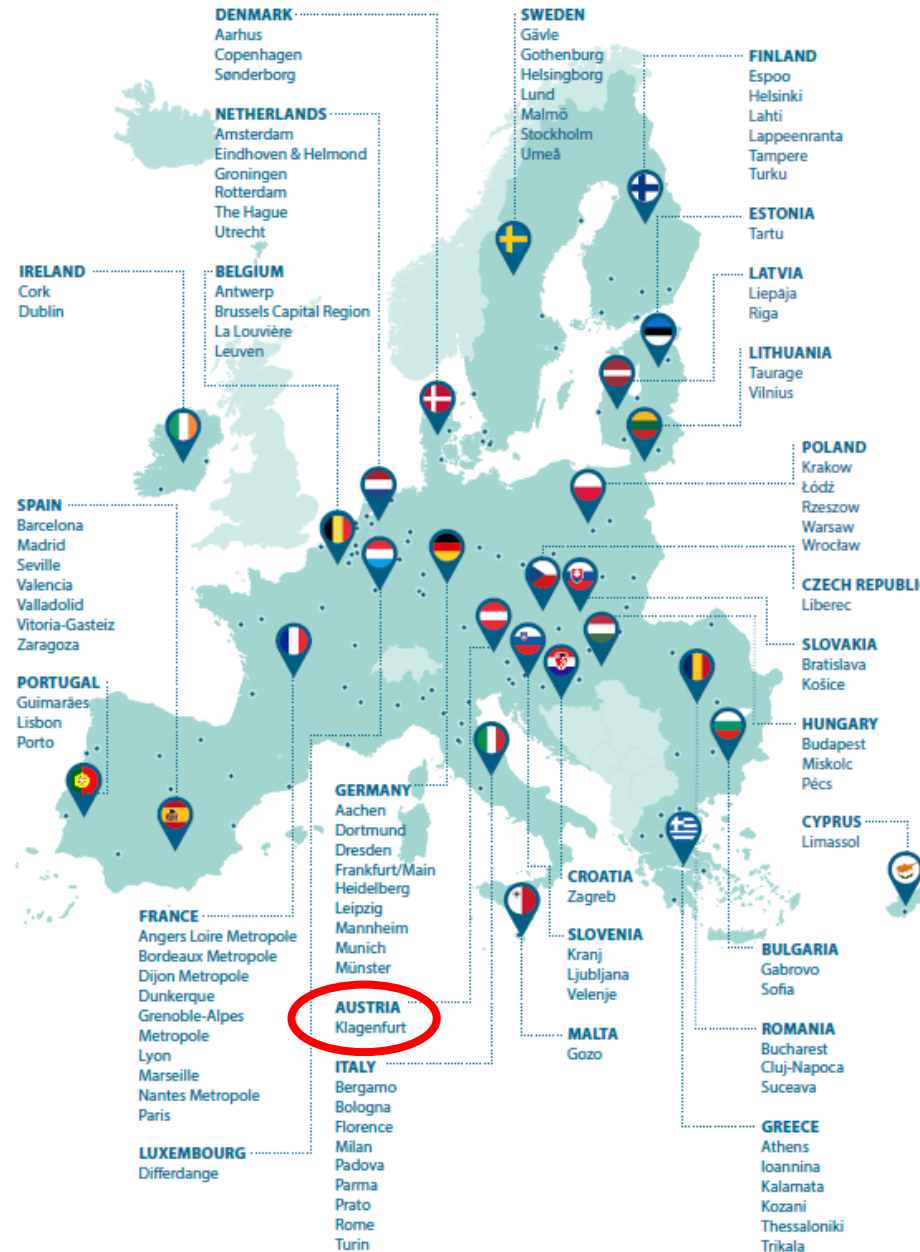 DENMARK
Aarhus
Copenhagen
Sønderborg
SWEDEN
Gävle
Gothenburg
Helsingborg
Lund
Malmö
Stockholm
Umeå
FINLAND
Espoo
Helsinki
Lahti
Lappeenranta
Tampere
Turku
NETHERLANDS
Amsterdam
Eindhoven & Helmond
Groningen
Rotterdam
The Hague
Utrecht
ESTONIA
Tartu
IRELAND
Cork
Dublin
BELGIUM
Antwerp
Brussels Capital Region
La Louvière
Leuven
LATVIA
Liepāja
Riga
LITHUANIA
Taurage
Vilnius
POLAND
Krakow
Łódź
Rzeszow
Warsaw
Wrocław
SPAIN
Barcelona
Madrid
Seville
Valencia
Valladolid
Vitoria-Gasteiz
Zaragoza
CZECH REPUBLI
Liberec
SLOVAKIA
Bratislava
Košice
PORTUGAL
Guimarães
Lisbon
Porto
HUNGARY
Budapest
Miskolc
Pécs
GERMANY
Aachen
Dortmund
Dresden
Frankfurt/Main
Heidelberg
Leipzig
Mannheim
Munich
Münster
CYPRUS
Limassol
CROATIA
Zagreb
FRANCE
Angers Loire Metropole
Bordeaux Metropole
Dijon Metropole
Dunkerque
Grenoble-Alpes
Metropole
Lyon
Marseille
Nantes Metropole
Paris
SLOVENIA
Kranj
Ljubljana
Velenje
BULGARIA
Gabrovo
Sofia
AUSTRIA
Klagenfurt
MALTA
Gozo
ROMANIA
Bucharest
Cluj-Napoca
Suceava
ITALY
Bergamo
Bologna
Florence
Milan
Padova
Parma
Prato
Rome
Turin
LUXEMBOURG
Differdange
GREECE
Athens
Ioannina
Kalamata
Kozani
Thessaloniki
Trikala